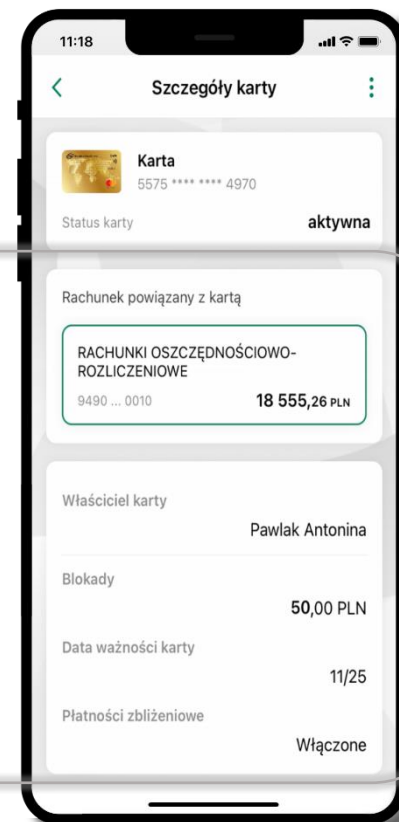 11:18
Szczegóły karty
Karta
5575 **** **** 4970
Status karty aktywna
Rachunek powiązany z kartą
RACHUNKI OSZCZĘDNOŚCIOWO-
ROZLICZENIOWE
9490 ... 0010 18 555,26 PLN
Właściciel karty
Pawlak Antonina
Blokady
50,00 PLN
Data ważności karty
11/25
Płatności zbliżeniowe
Włączone